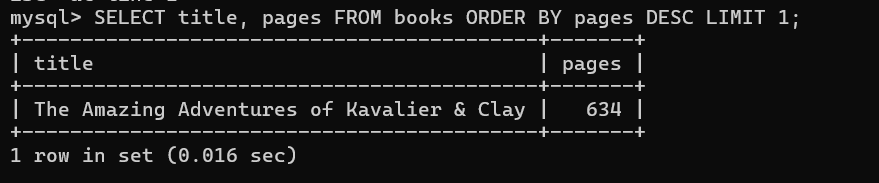 mysql> SELECT title, pages FROM books ORDER BY pages DESC LIMIT 1;
+-----------------------------------------+-------+
| title                                   | pages |
+-----------------------------------------+-------+
| The Amazing Adventures of Kavalier & Clay |   634 |
+-----------------------------------------+-------+
1 row in set (0.016 sec)